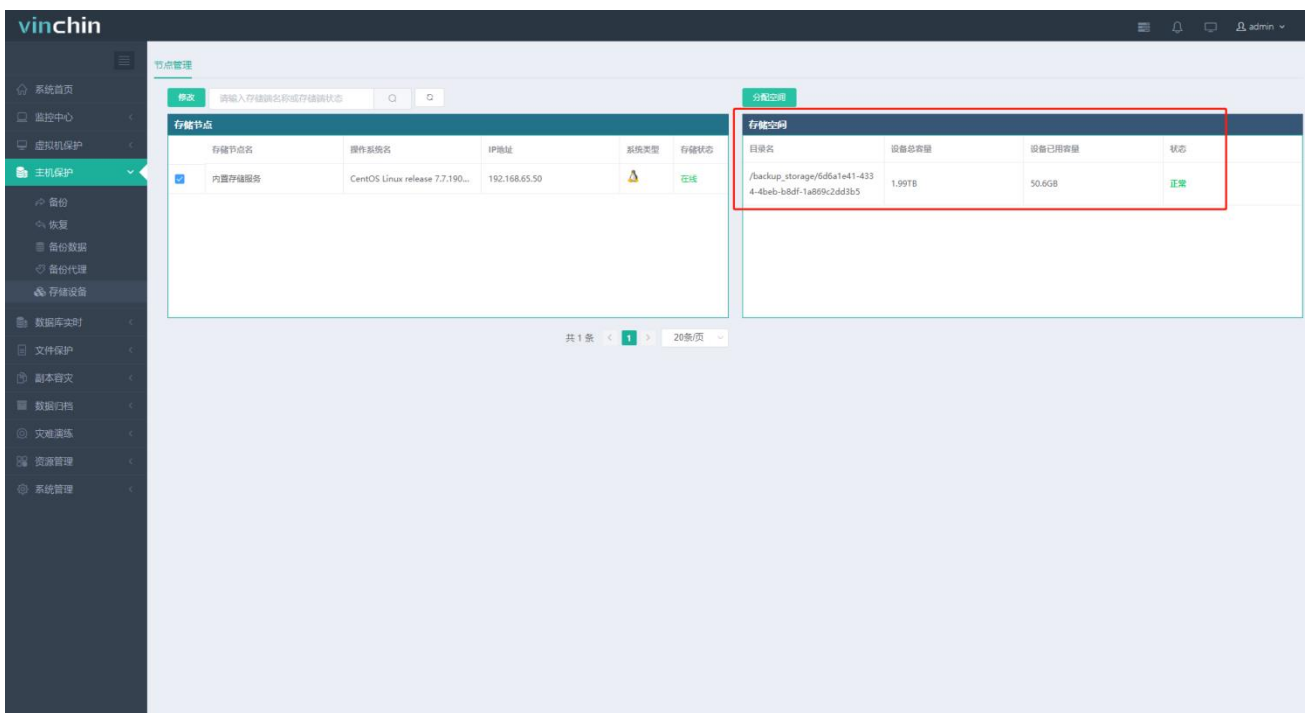 vinchin
admin
节点管理
系统首页
监控中心
虚拟机保护
主机保护
备份
恢复
备份数据
备份代理
存储设备
数据库实时
文件保护
副本容灾
数据归档
灾难演练
资源管理
系统管理
修改 请输入存储端名称或存储端状态
存储节点
存储节点名 操作系统名 IP地址 系统类型 存储状态
内置存储服务 CentOS Linux release 7.7.190... 192.168.65.50 在线
共 1 条 < 1 > 20条/页
分配空间
存储空间
目录名 设备总容量 设备已用容量 状态
/backup_storage/6d6a1e41-433
4-4beb-b8df-1a869c2dd3b5 1.99TB 50.6GB 正常